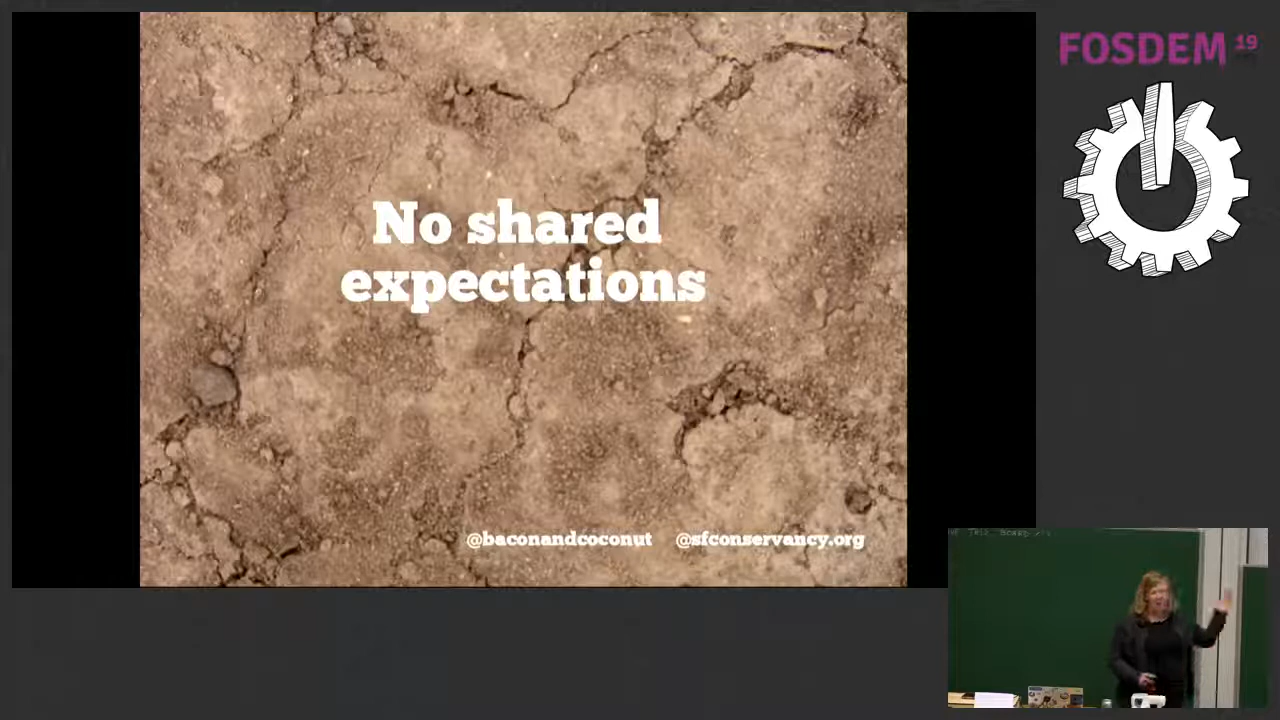 No shared
expectations
@baconandcoconut @sfconservancy.org
FOSDEM 19